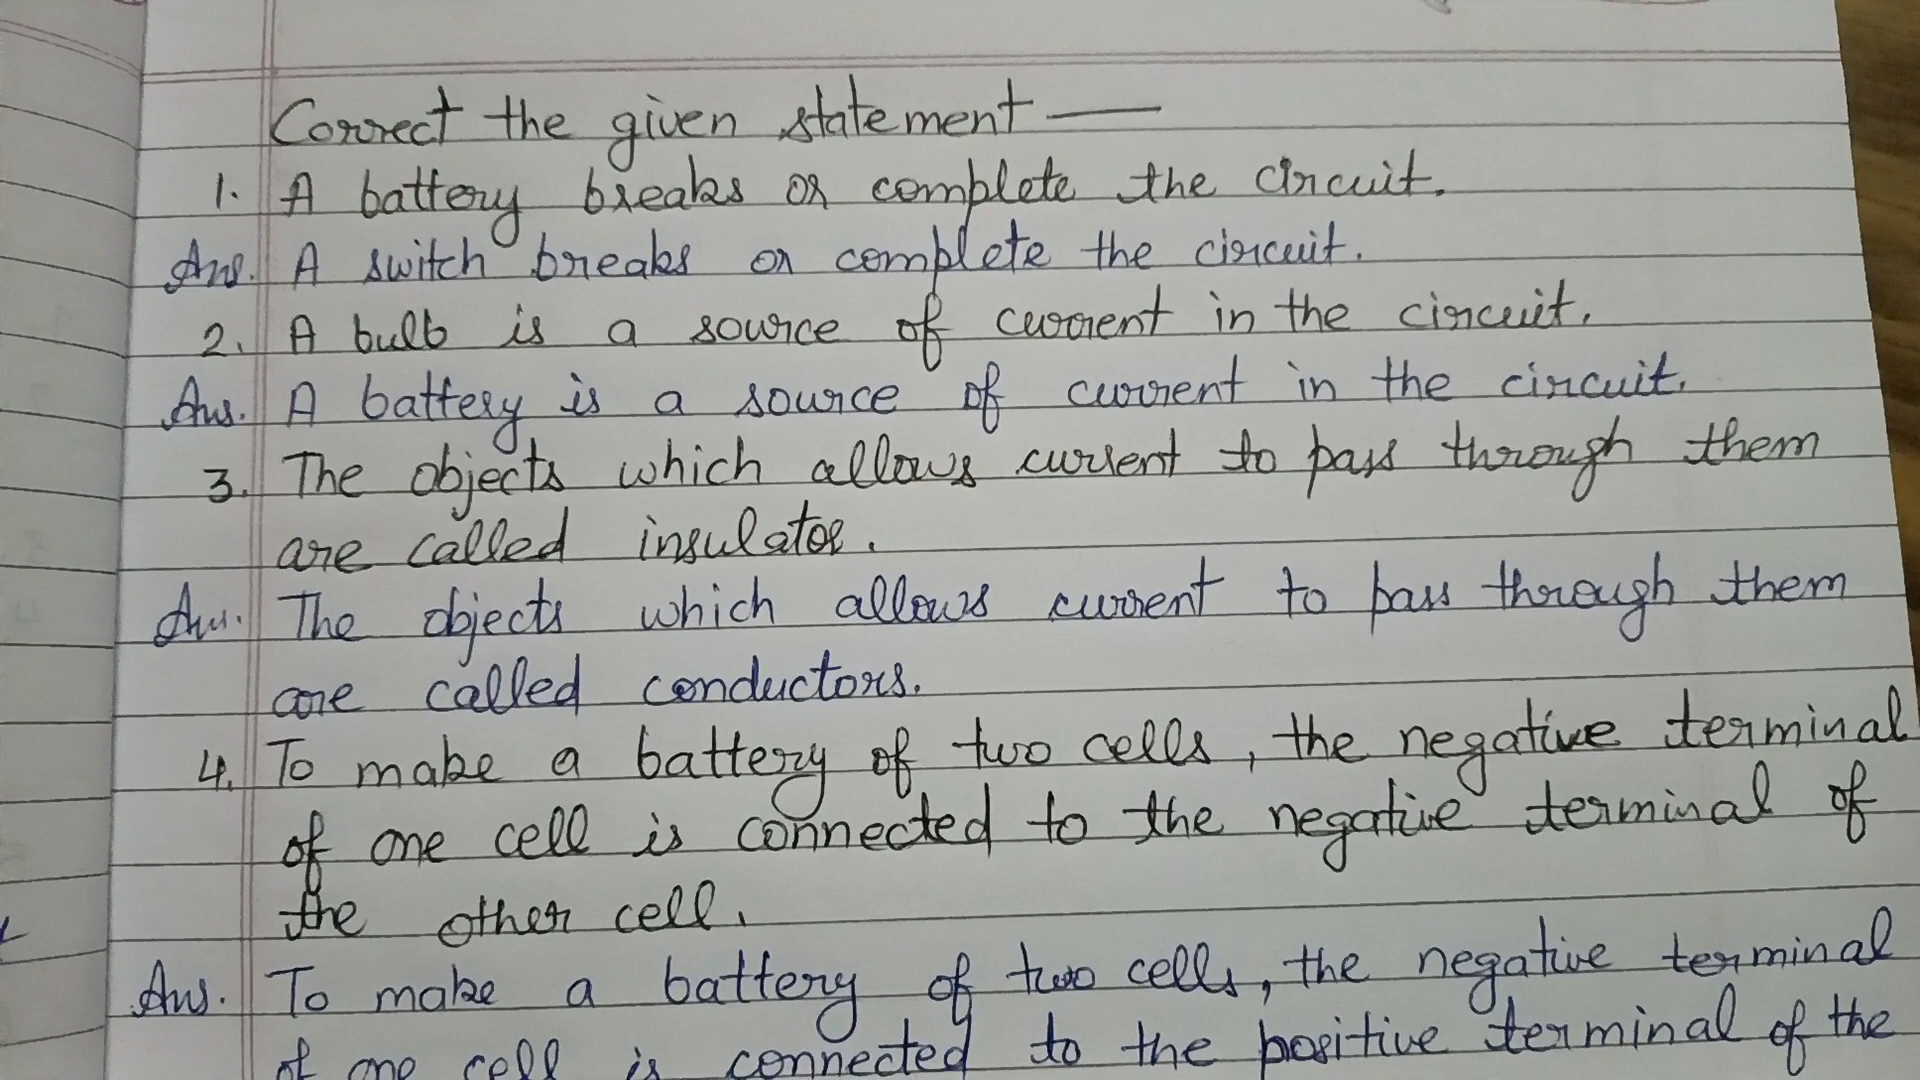 Correct the given statement —
1. A battery breaks or complete the circuit.
Ans. A switch breaks or complete the circuit.
2. A bulb is a source of current in the circuit.
Ans. A battery is a source of current in the circuit.
3. The objects which allows current to pass through them
are called insulator.
Ans. The objects which allows current to pass through them
are called conductors.
4. To make a battery of two cells, the negative terminal
of one cell is connected to the negative terminal of
the other cell.
Ans. To make a battery of two cells, the negative terminal
of one cell is connected to the positive terminal of the